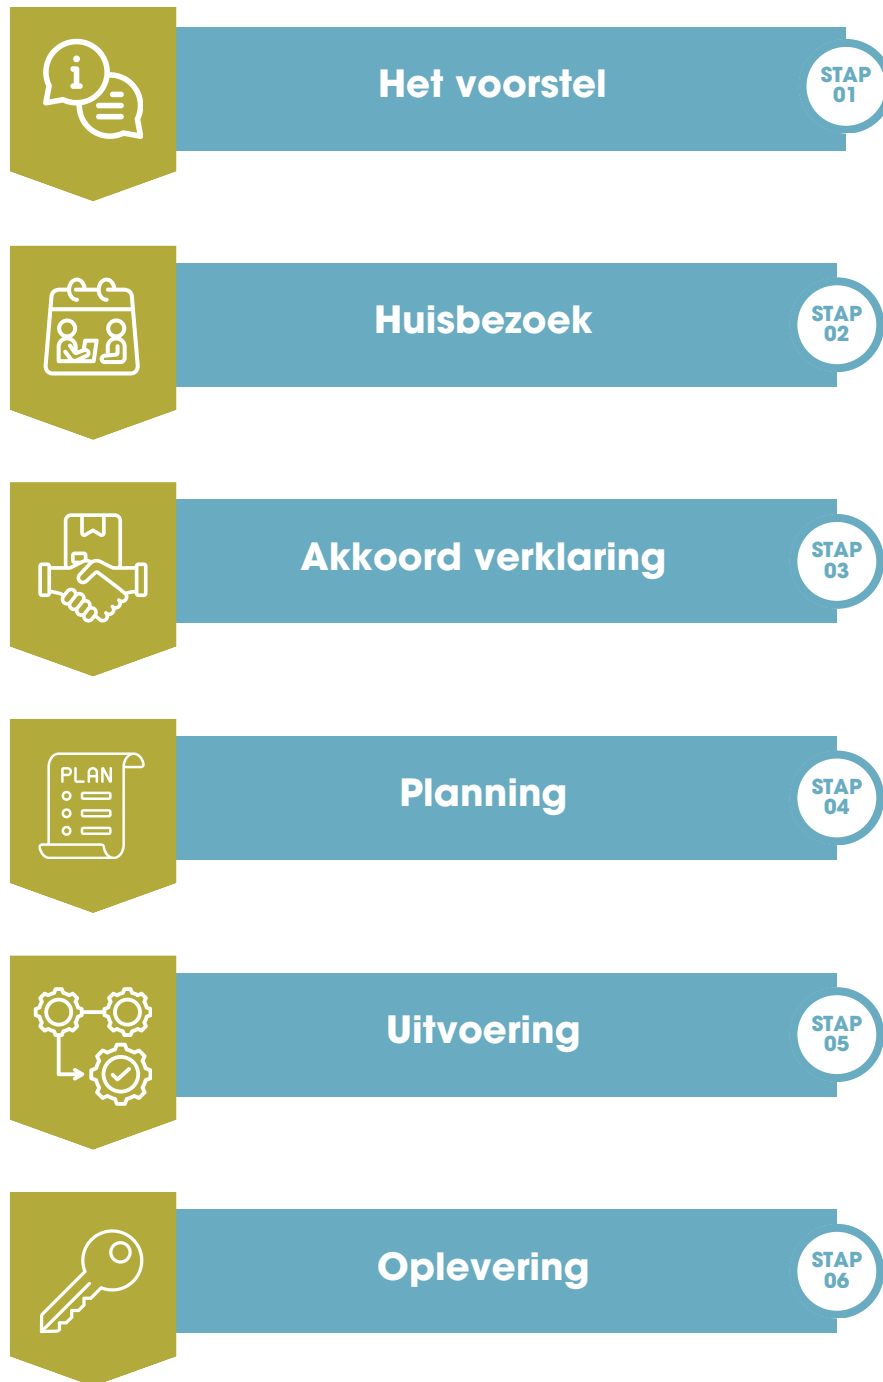 Het voorstel
STAP
01
Huisbezoek
STAP
02
Akkoord verklaring
STAP
03
PLAN
Planning
STAP
04
Uitvoering
STAP
05
Oplevering
STAP
06